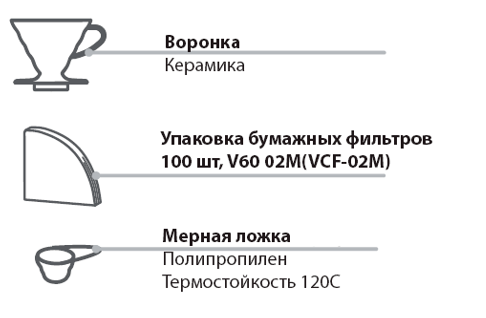 Воронка
Керамика
Упаковка бумажных фильтров
100 шт, V60 02M(VCF-02M)
Мерная ложка
Полипропилен
Термостойкость 120С